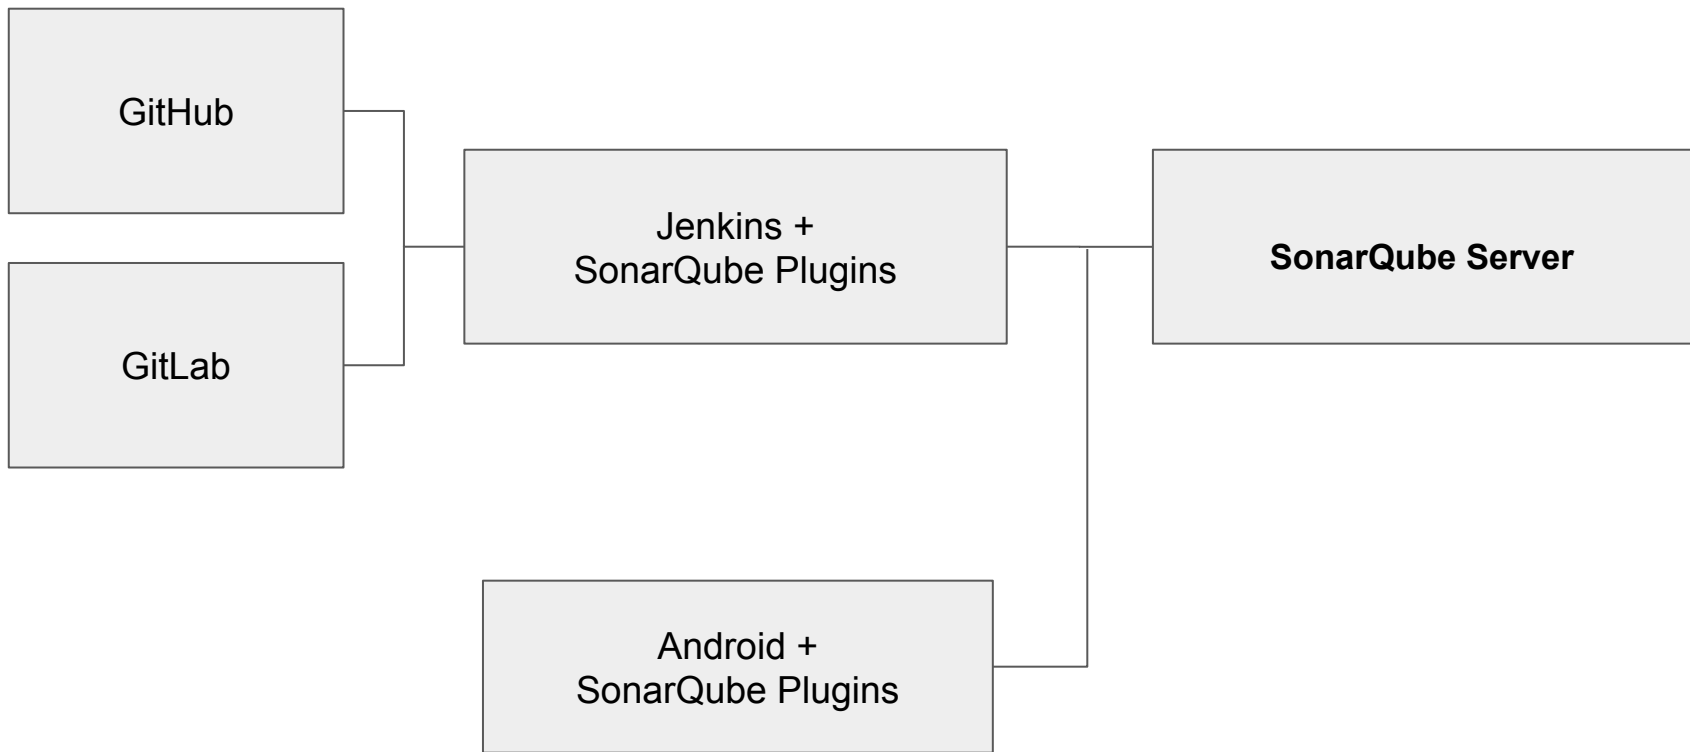 GitHub
Jenkins +
SonarQube Plugins
SonarQube Server
GitLab
Android +
SonarQube Plugins